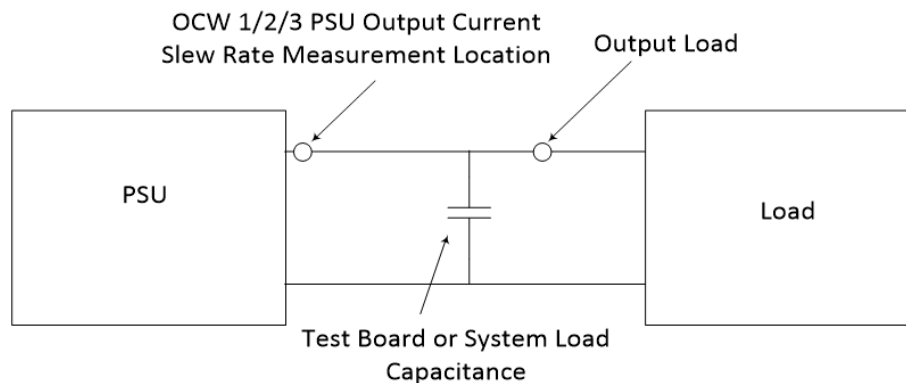 OCW 1/2/3 PSU Output Current
Slew Rate Measurement Location
Output Load
PSU
Load
Test Board or System Load
Capacitance